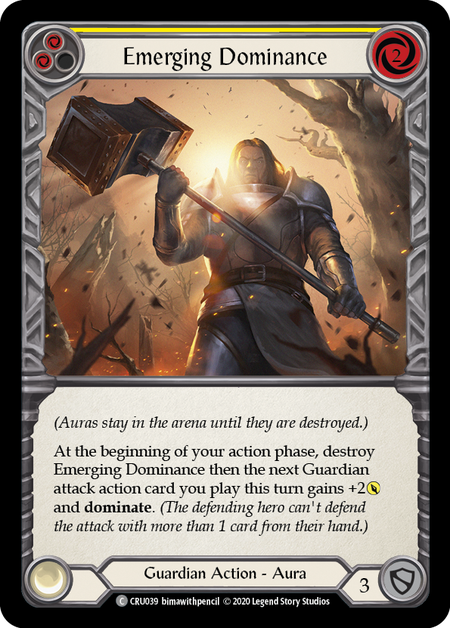 Emerging Dominance
2
(Auras stay in the arena until they are destroyed.)
At the beginning of your action phase, destroy
Emerging Dominance then the next Guardian
attack action card you play this turn gains +2
and dominate. (The defending hero can't defend
the attack with more than 1 card from their hand.)
Guardian Action - Aura
3
C CRU039 bimawithpencil © 2020 Legend Story Studios